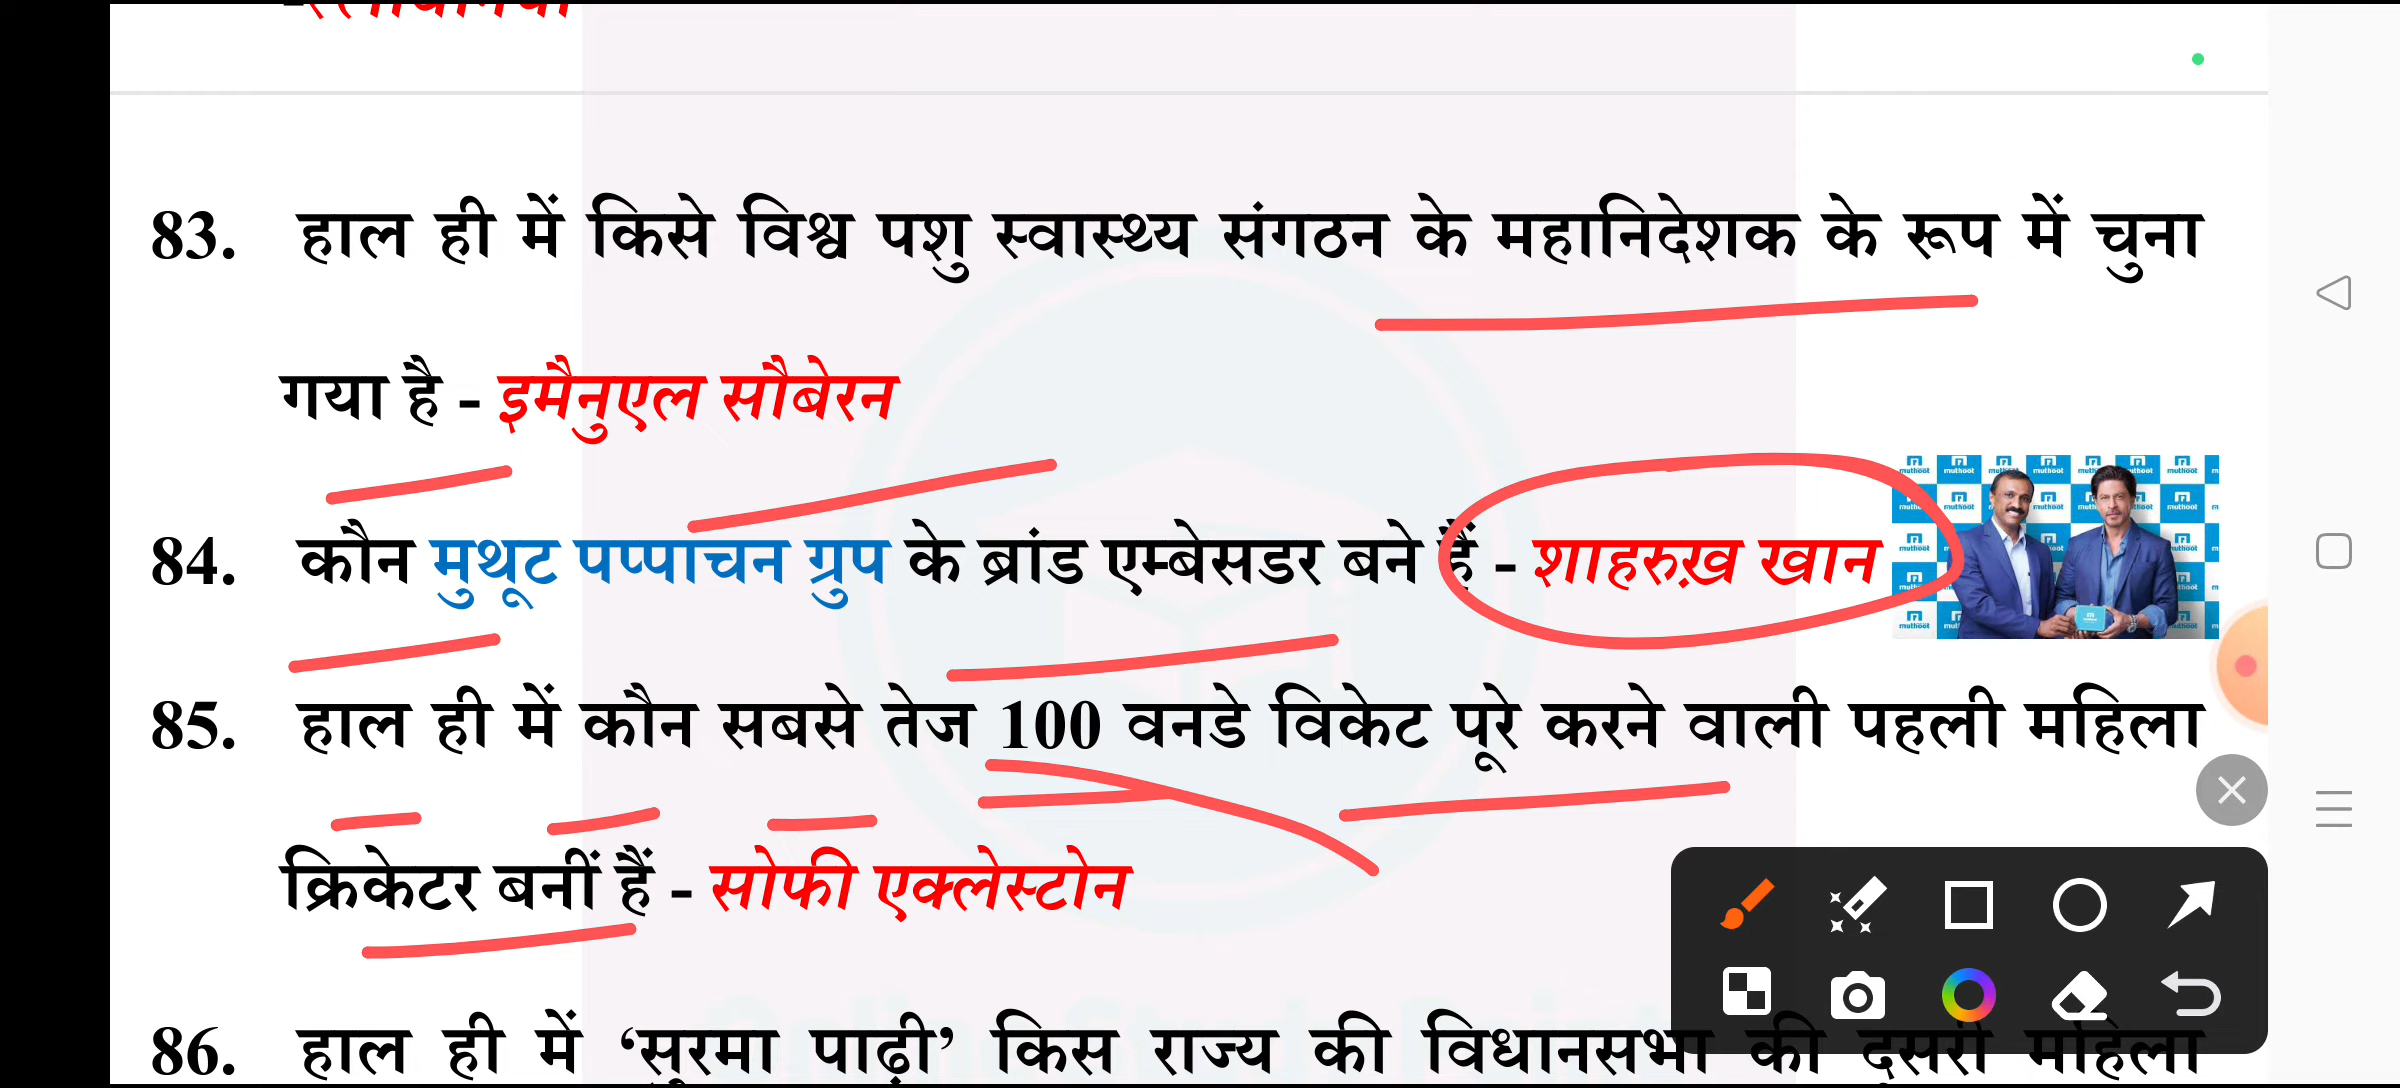 83. हाल ही में किसे विश्व पशु स्वास्थ्य संगठन के महानिदेशक के रूप में चुना
गया है - इमैनुएल सौबेरन
84. कौन मुथूट पप्पाचन ग्रुप के ब्रांड एम्बेसडर बने हैं - शाहरुख़ खान
muthoot
85. हाल ही में कौन सबसे तेज 100 वनडे विकेट पूरे करने वाली पहली महिला
क्रिकेटर बनीं हैं - सोफी एक्लेस्टोन
86. हाल ही में ‘सूरमा पाढ़ी’ किस राज्य की विधानसभा की दूसरी महिला